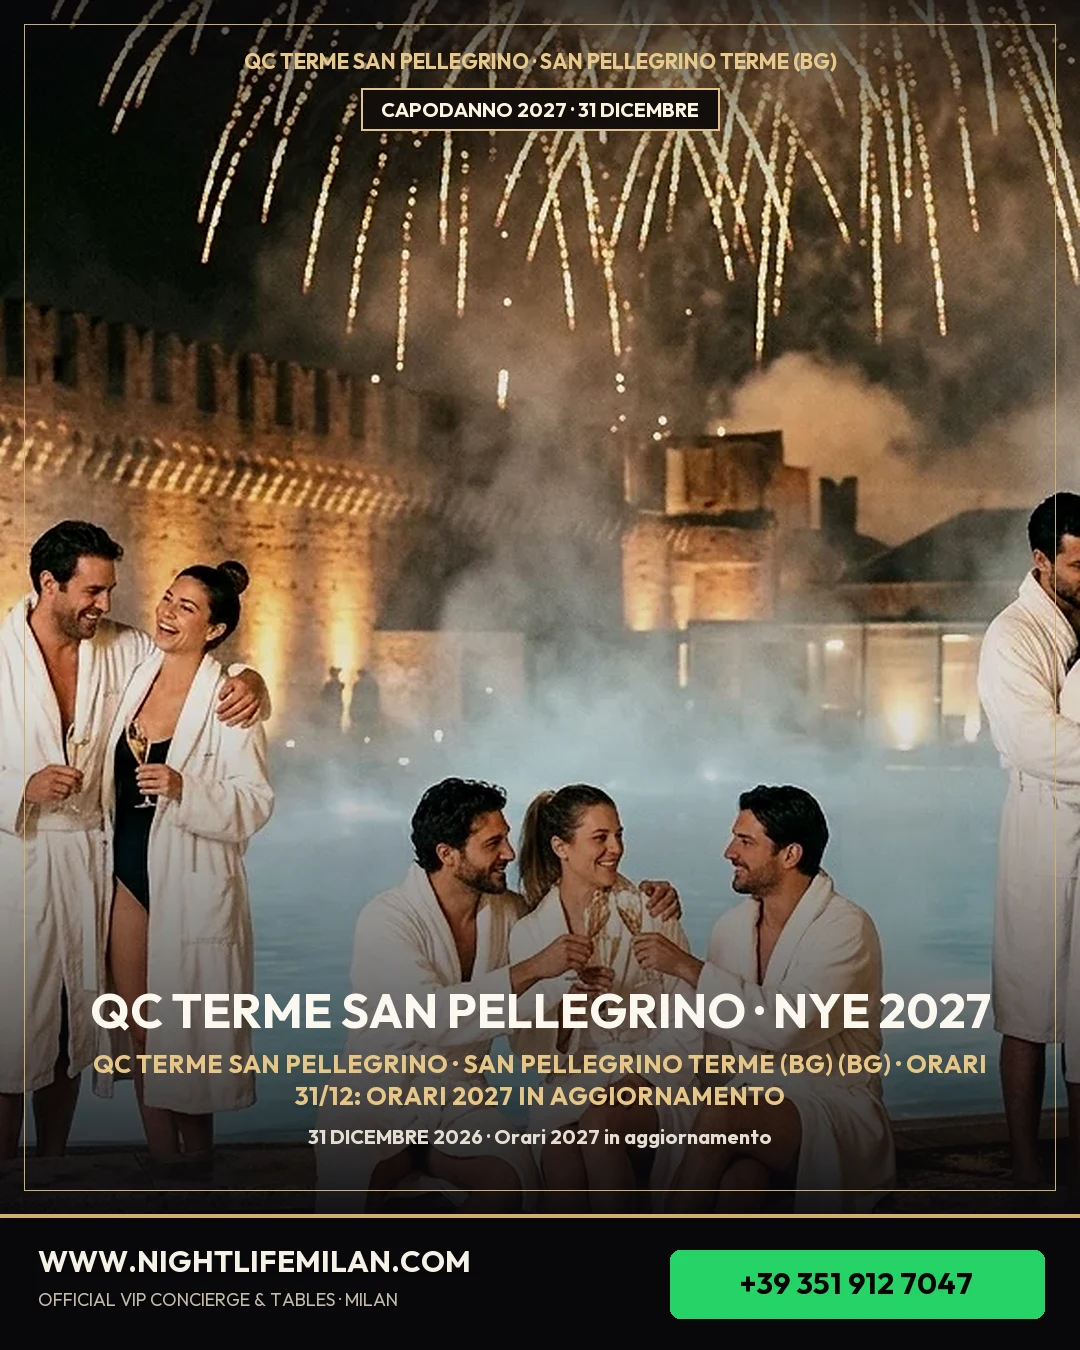 QC TERME SAN PELLEGRINO · SAN PELLEGRINO TERME (BG)
CAPODANNO 2027 · 31 DICEMBRE
QC TERME SAN PELLEGRINO · NYE 2027
QC TERME SAN PELLEGRINO · SAN PELLEGRINO TERME (BG) (BG) · ORARI
31/12: ORARI 2027 IN AGGIORNAMENTO
31 DICEMBRE 2026 · Orari 2027 in aggiornamento
WWW.NIGHTLIFEMILAN.COM
OFFICIAL VIP CONCIERGE & TABLES · MILAN
+39 351 912 7047